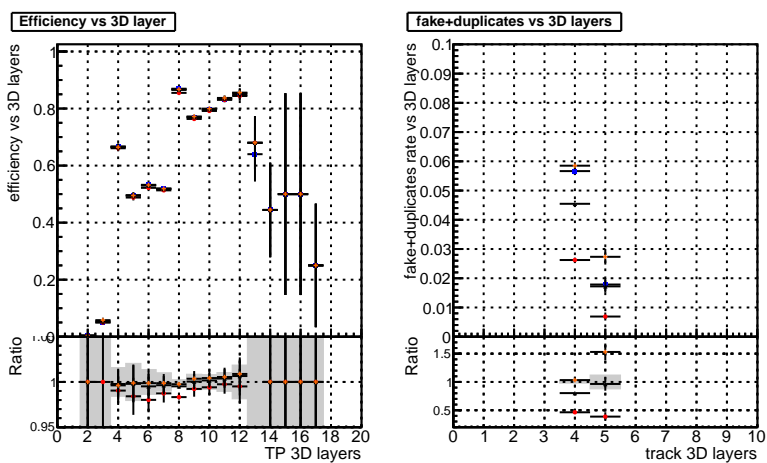 Efficiency vs 3D layer
efficiency vs 3D layers
1
0.8
0.6
0.4
0.2
0
Ratio
1
0.95
0 2 4 6 8 10 12 14 16 18 20
TP 3D layers
fake+duplicates vs 3D layers
fake+duplicates rate vs 3D layers
0.1
0.09
0.08
0.07
0.06
0.05
0.04
0.03
0.02
0.01
0
Ratio
1.5
1
0.5
0 1 2 3 4 5 6 7 8 9 10
track 3D layers